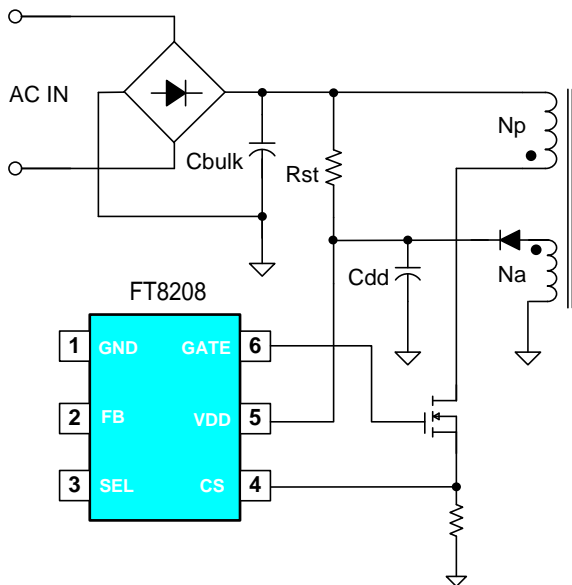 AC IN
Cbulk
Rst
Np
Cdd
Na
FT8208
1 GND GATE 6
2 FB VDD 5
3 SEL CS 4